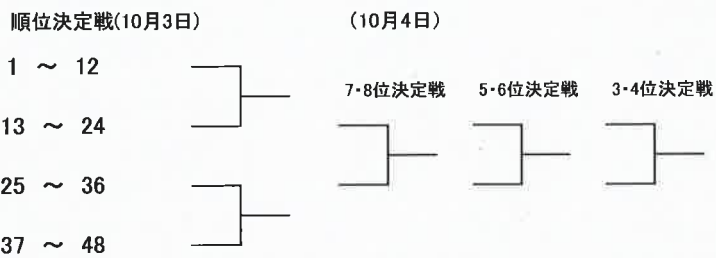 順位決定戦(10月3日)
(10月4日)
1 ～ 12
7・8位決定戦 5・6位決定戦 3・4位決定戦
13 ～ 24
25 ～ 36
37 ～ 48